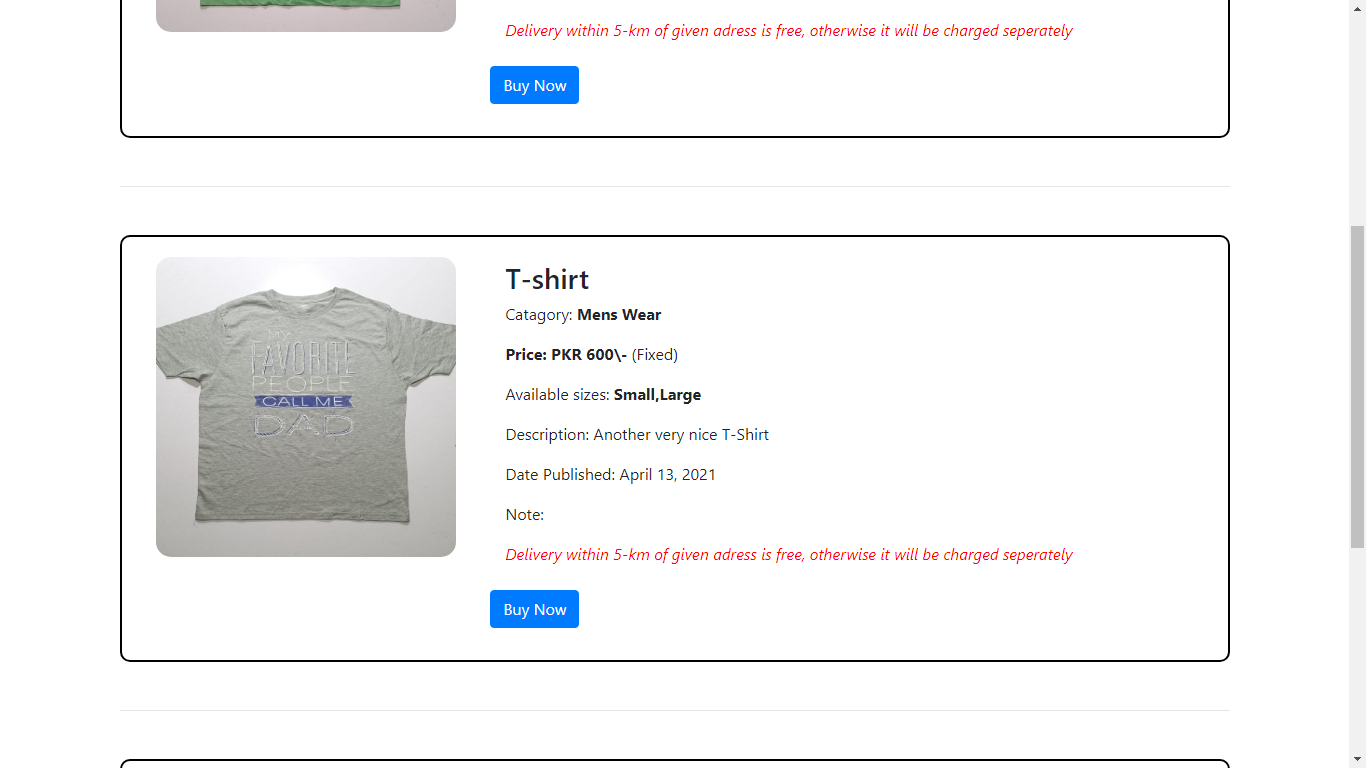 Delivery within 5-km of given adress is free, otherwise it will be charged seperately
Buy Now
T-shirt
Catagory: Mens Wear
Price: PKR 600\- (Fixed)
Available sizes: Small,Large
Description: Another very nice T-Shirt
Date Published: April 13, 2021
Note:
Delivery within 5-km of given adress is free, otherwise it will be charged seperately
Buy Now
MY
FAVORITE
PEOPLE
CALL ME
DAD